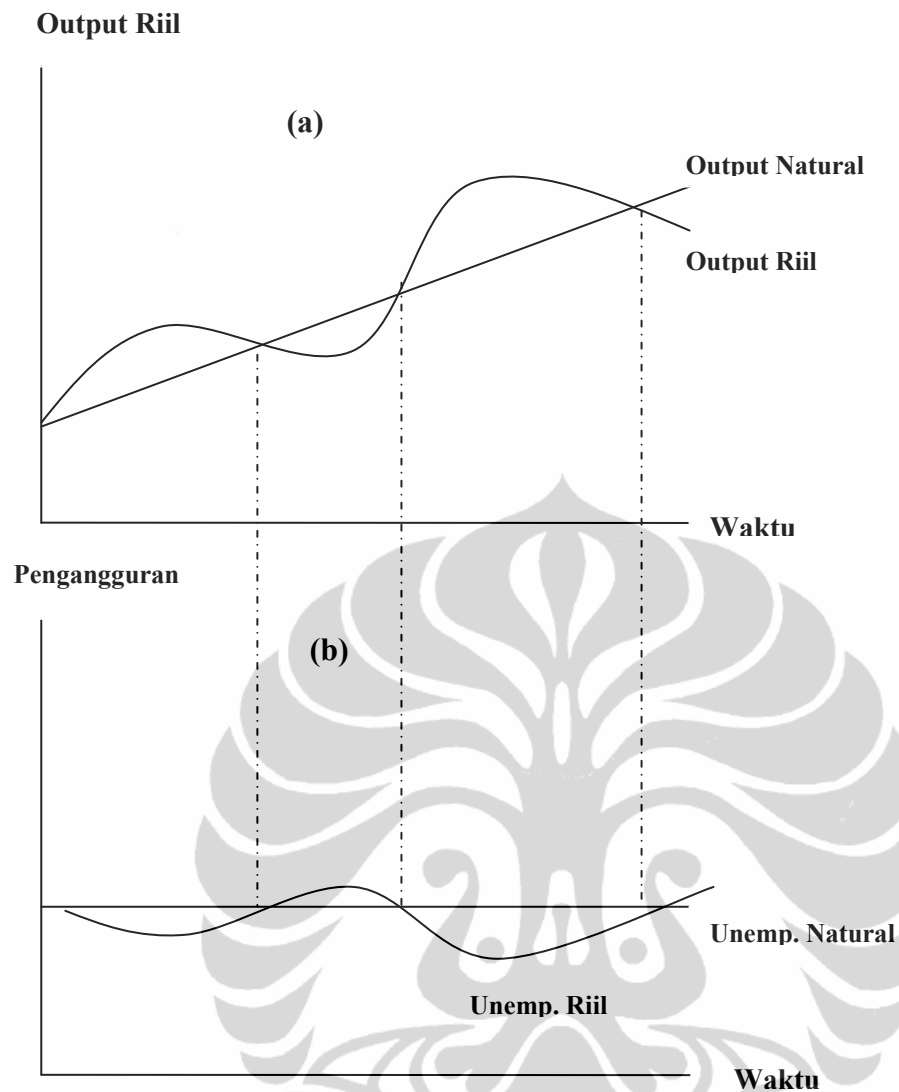 Output Riil
(a)
Output Natural
Output Riil
Waktu
Pengangguran
(b)
Unemp. Natural
Unemp. Riil
Waktu